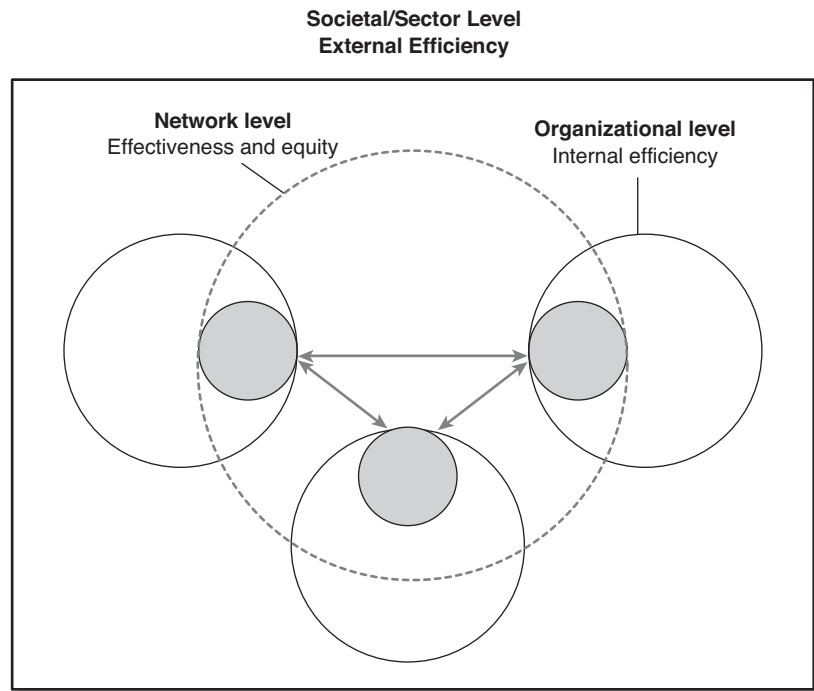 Societal/Sector Level
External Efficiency
Network level
Effectiveness and equity
Organizational level
Internal efficiency